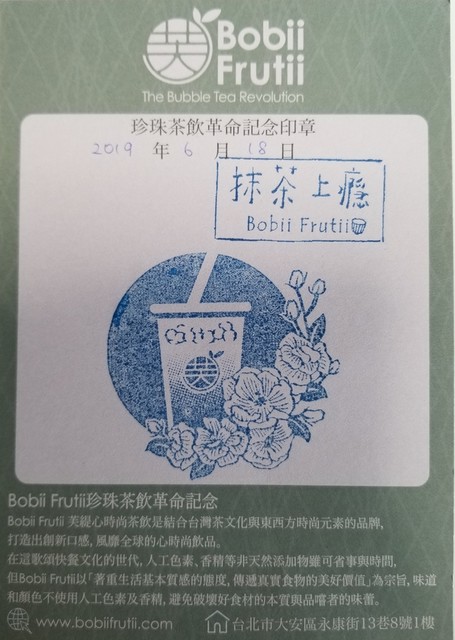 Bobii
Frutii
The Bubble Tea Revolution
珍珠茶飲革命記念印章
2019 年 6 月 18 日
抹茶上癮
Bobii Frutii
Bobii Frutii珍珠茶飲革命記念
Bobii Frutii 芙緹心時尚茶飲是結合台灣茶文化與東西方時尚元素的品牌,
打造出創新口感, 風靡全球的心時尚飲品。
在這歌頌快餐文化的世代, 人工色素、香精等非天然添加物雖可省事與時間,
但Bobii Frutii以「著重生活基本質感的態度, 傳遞真實食物的美好價值」為宗旨, 味道
和顏色不使用人工色素及香精, 避免破壞好食材的本質與品嚐者的味蕾。
www.bobiifrutii.com 台北市大安區永康街13巷8號1樓